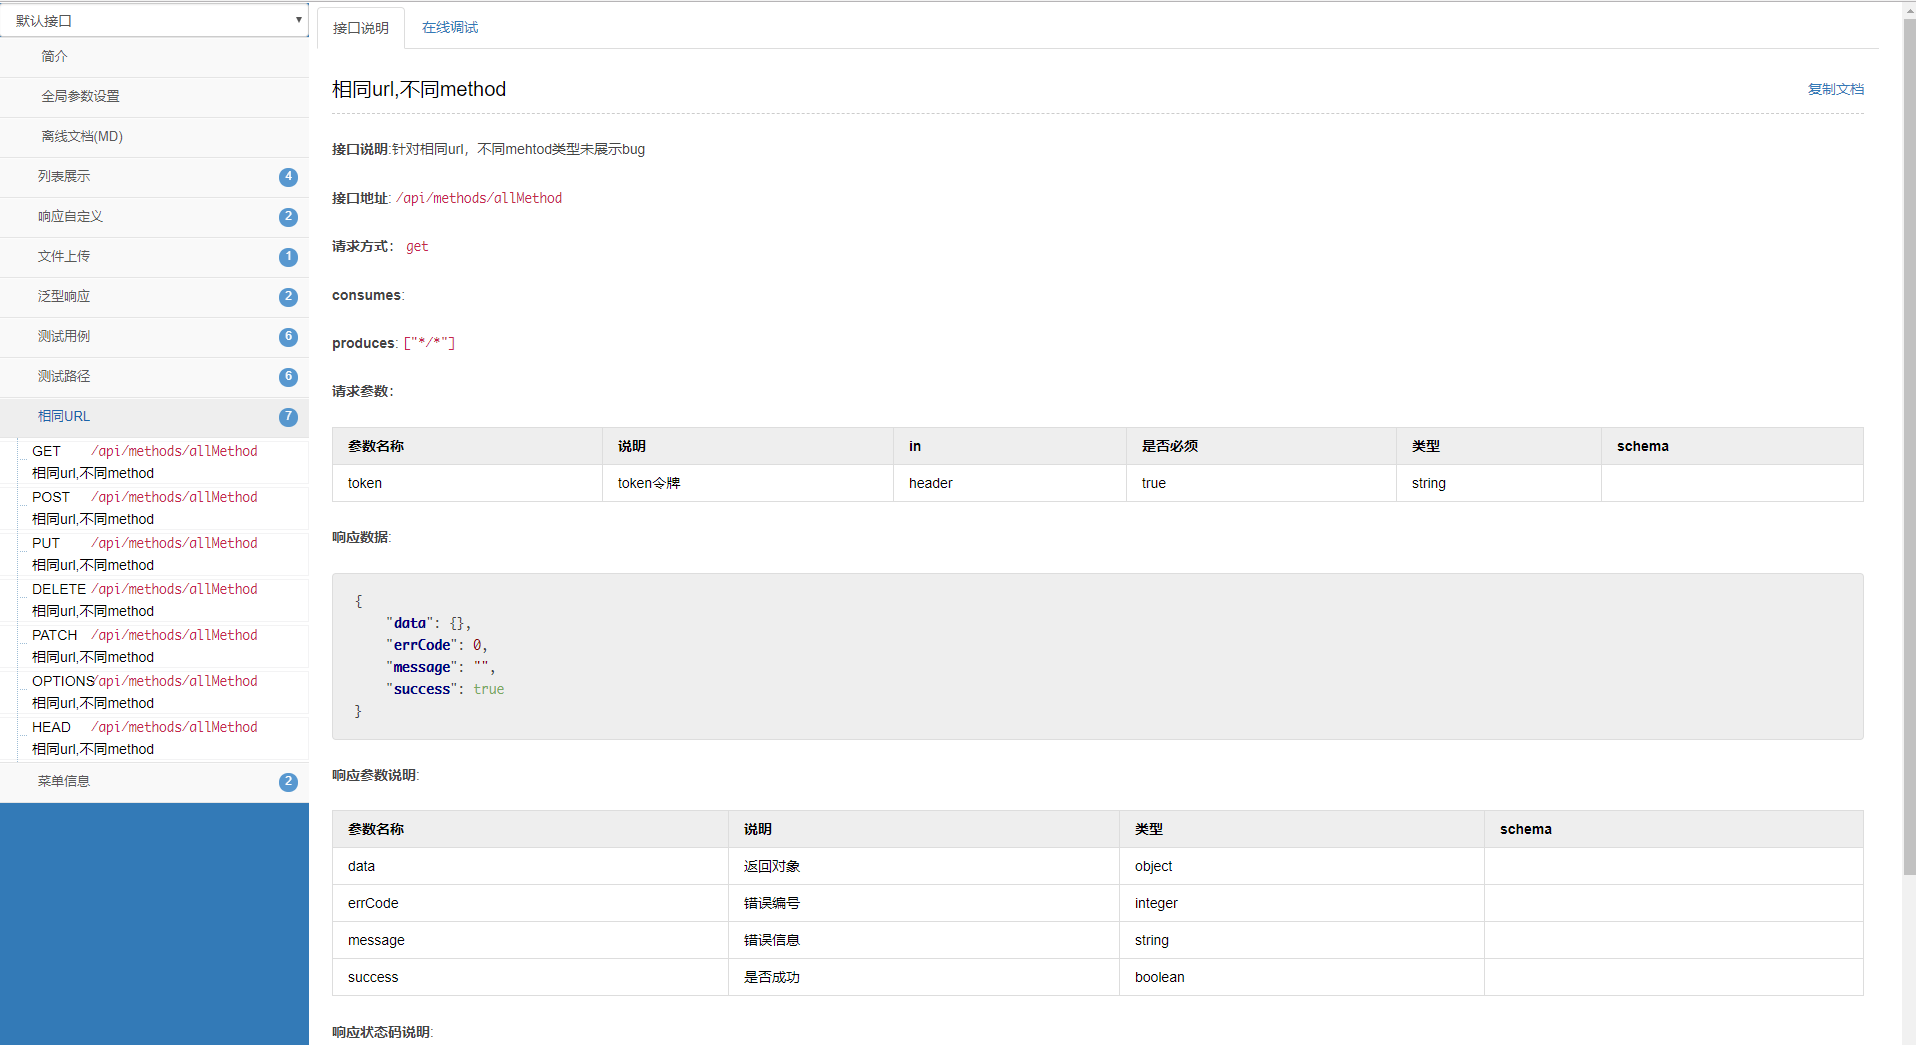 默认接口
简介
全局参数设置
离线文档(MD)
列表展示 4
响应自定义 2
文件上传 1
泛型响应 2
测试用例 6
测试路径 6
相同URL 7
GET /api/methods/allMethod
相同url,不同method
POST /api/methods/allMethod
相同url,不同method
PUT /api/methods/allMethod
相同url,不同method
DELETE /api/methods/allMethod
相同url,不同method
PATCH /api/methods/allMethod
相同url,不同method
OPTIONS /api/methods/allMethod
相同url,不同method
HEAD /api/methods/allMethod
相同url,不同method
菜单信息 2
接口说明 在线调试
相同url,不同method 复制文档
接口说明:针对相同url，不同mehtod类型未展示bug
接口地址: /api/methods/allMethod
请求方式： get
consumes:
produces: ["*/*"]
请求参数：
参数名称 说明 in 是否必须 类型 schema
token token令牌 header true string
响应数据:
{
"data": {},
"errCode": 0,
"message": "",
"success": true
}
响应参数说明:
参数名称 说明 类型 schema
data 返回对象 object
errCode 错误编号 integer
message 错误信息 string
success 是否成功 boolean
响应状态码说明: